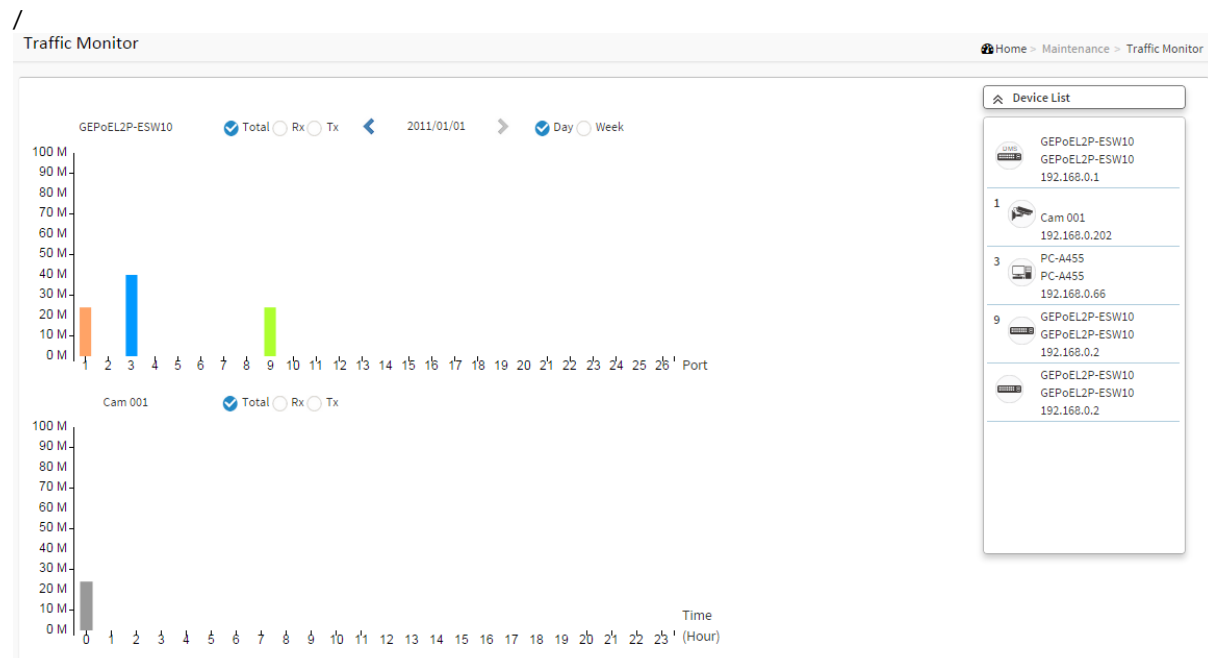 /
Traffic Monitor
Home > Maintenance > Traffic Monitor
GEPoEL2P-ESW10 Total Rx Tx 2011/01/01 Day Week
100 M
90 M
80 M
70 M
60 M
50 M
40 M
30 M
20 M
10 M
0 M
1 2 3 4 5 6 7 8 9 10 11 12 13 14 15 16 17 18 19 20 21 22 23 24 25 26 Port
Cam 001 Total Rx Tx
100 M
90 M
80 M
70 M
60 M
50 M
40 M
30 M
20 M
10 M
0 M
0 1 2 3 4 5 6 7 8 9 10 11 12 13 14 15 16 17 18 19 20 21 22 23
Time
(Hour)
Device List
DMS
GEPoEL2P-ESW10
GEPoEL2P-ESW10
192.168.0.1
1
Cam 001
192.168.0.202
3
PC-A455
PC-A455
192.168.0.66
9
GEPoEL2P-ESW10
GEPoEL2P-ESW10
192.168.0.2
GEPoEL2P-ESW10
GEPoEL2P-ESW10
192.168.0.2